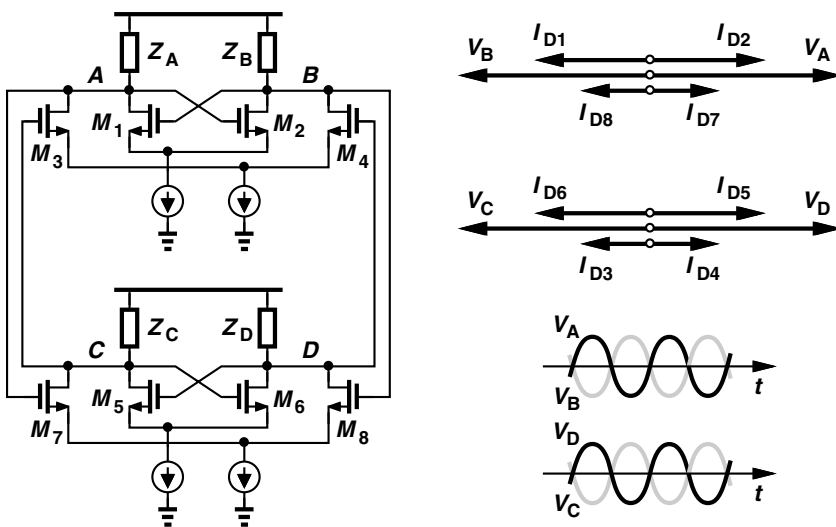 Z_A Z_B
A B
M_1 M_2
M_3 M_4
Z_C Z_D
C D
M_5 M_6
M_7 M_8
I_D1 I_D2
V_B V_A
I_D8 I_D7
I_D6 I_D5
V_C V_D
I_D3 I_D4
V_A
V_B t
V_D
V_C t